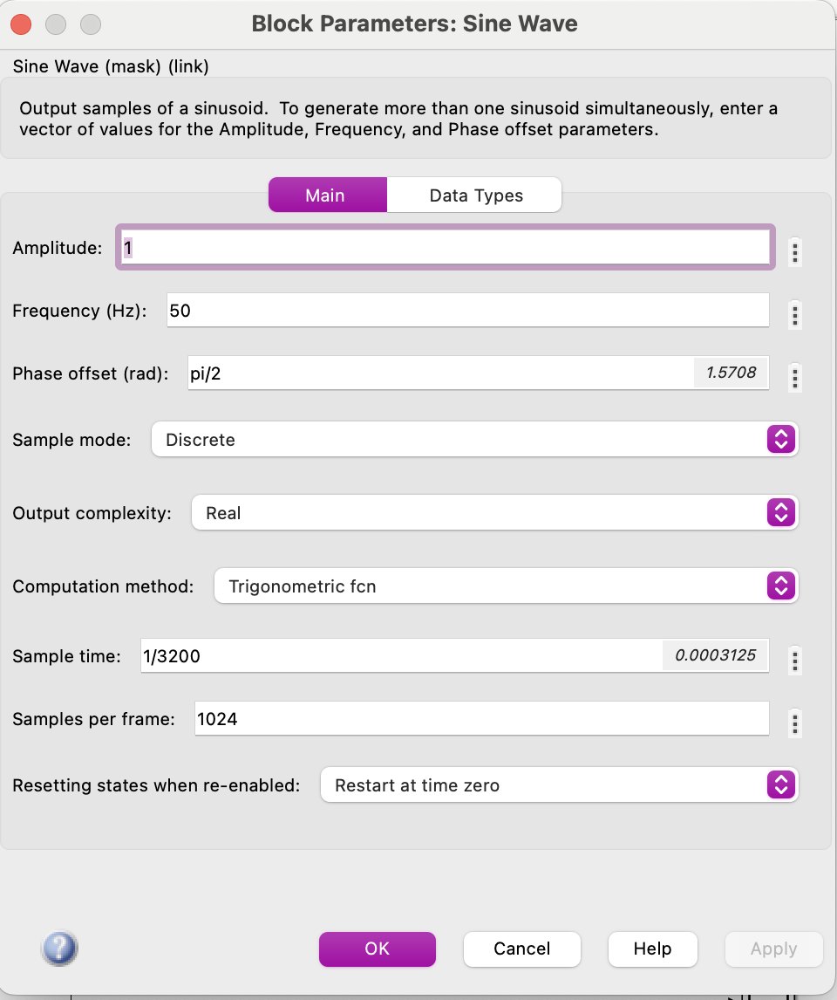 Block Parameters: Sine Wave
Sine Wave (mask) (link)
Output samples of a sinusoid.  To generate more than one sinusoid simultaneously, enter a
vector of values for the Amplitude, Frequency, and Phase offset parameters.
Main Data Types
Amplitude: 1
Frequency (Hz): 50
Phase offset (rad): pi/2 1.5708
Sample mode: Discrete
Output complexity: Real
Computation method: Trigonometric fcn
Sample time: 1/3200 0.0003125
Samples per frame: 1024
Resetting states when re-enabled: Restart at time zero
? OK Cancel Help Apply